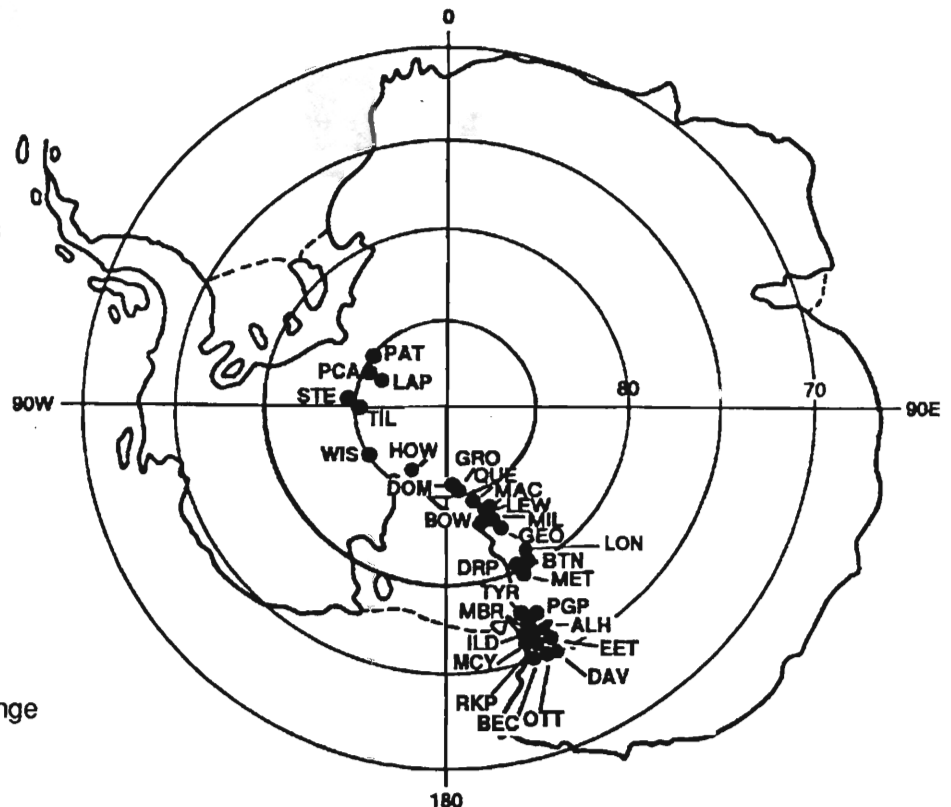 0
PAT
PCA
LAP
STE
80
70
90W
TIL
90E
WIS
HOW
GRO
QUE
DOM
MAC
LEW
BOW
MIL
GEO
LON
DRP
BTN
MET
TYR
MBR
PGP
ALH
ILD
EET
MCY
DAV
RKP
BEC
OTT
nge
180